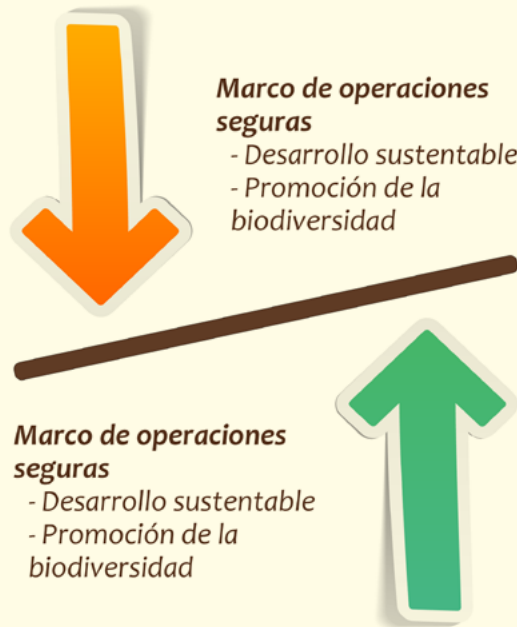 Marco de operaciones
seguras
- Desarrollo sustentable
- Promoción de la
biodiversidad
Marco de operaciones
seguras
- Desarrollo sustentable
- Promoción de la
biodiversidad